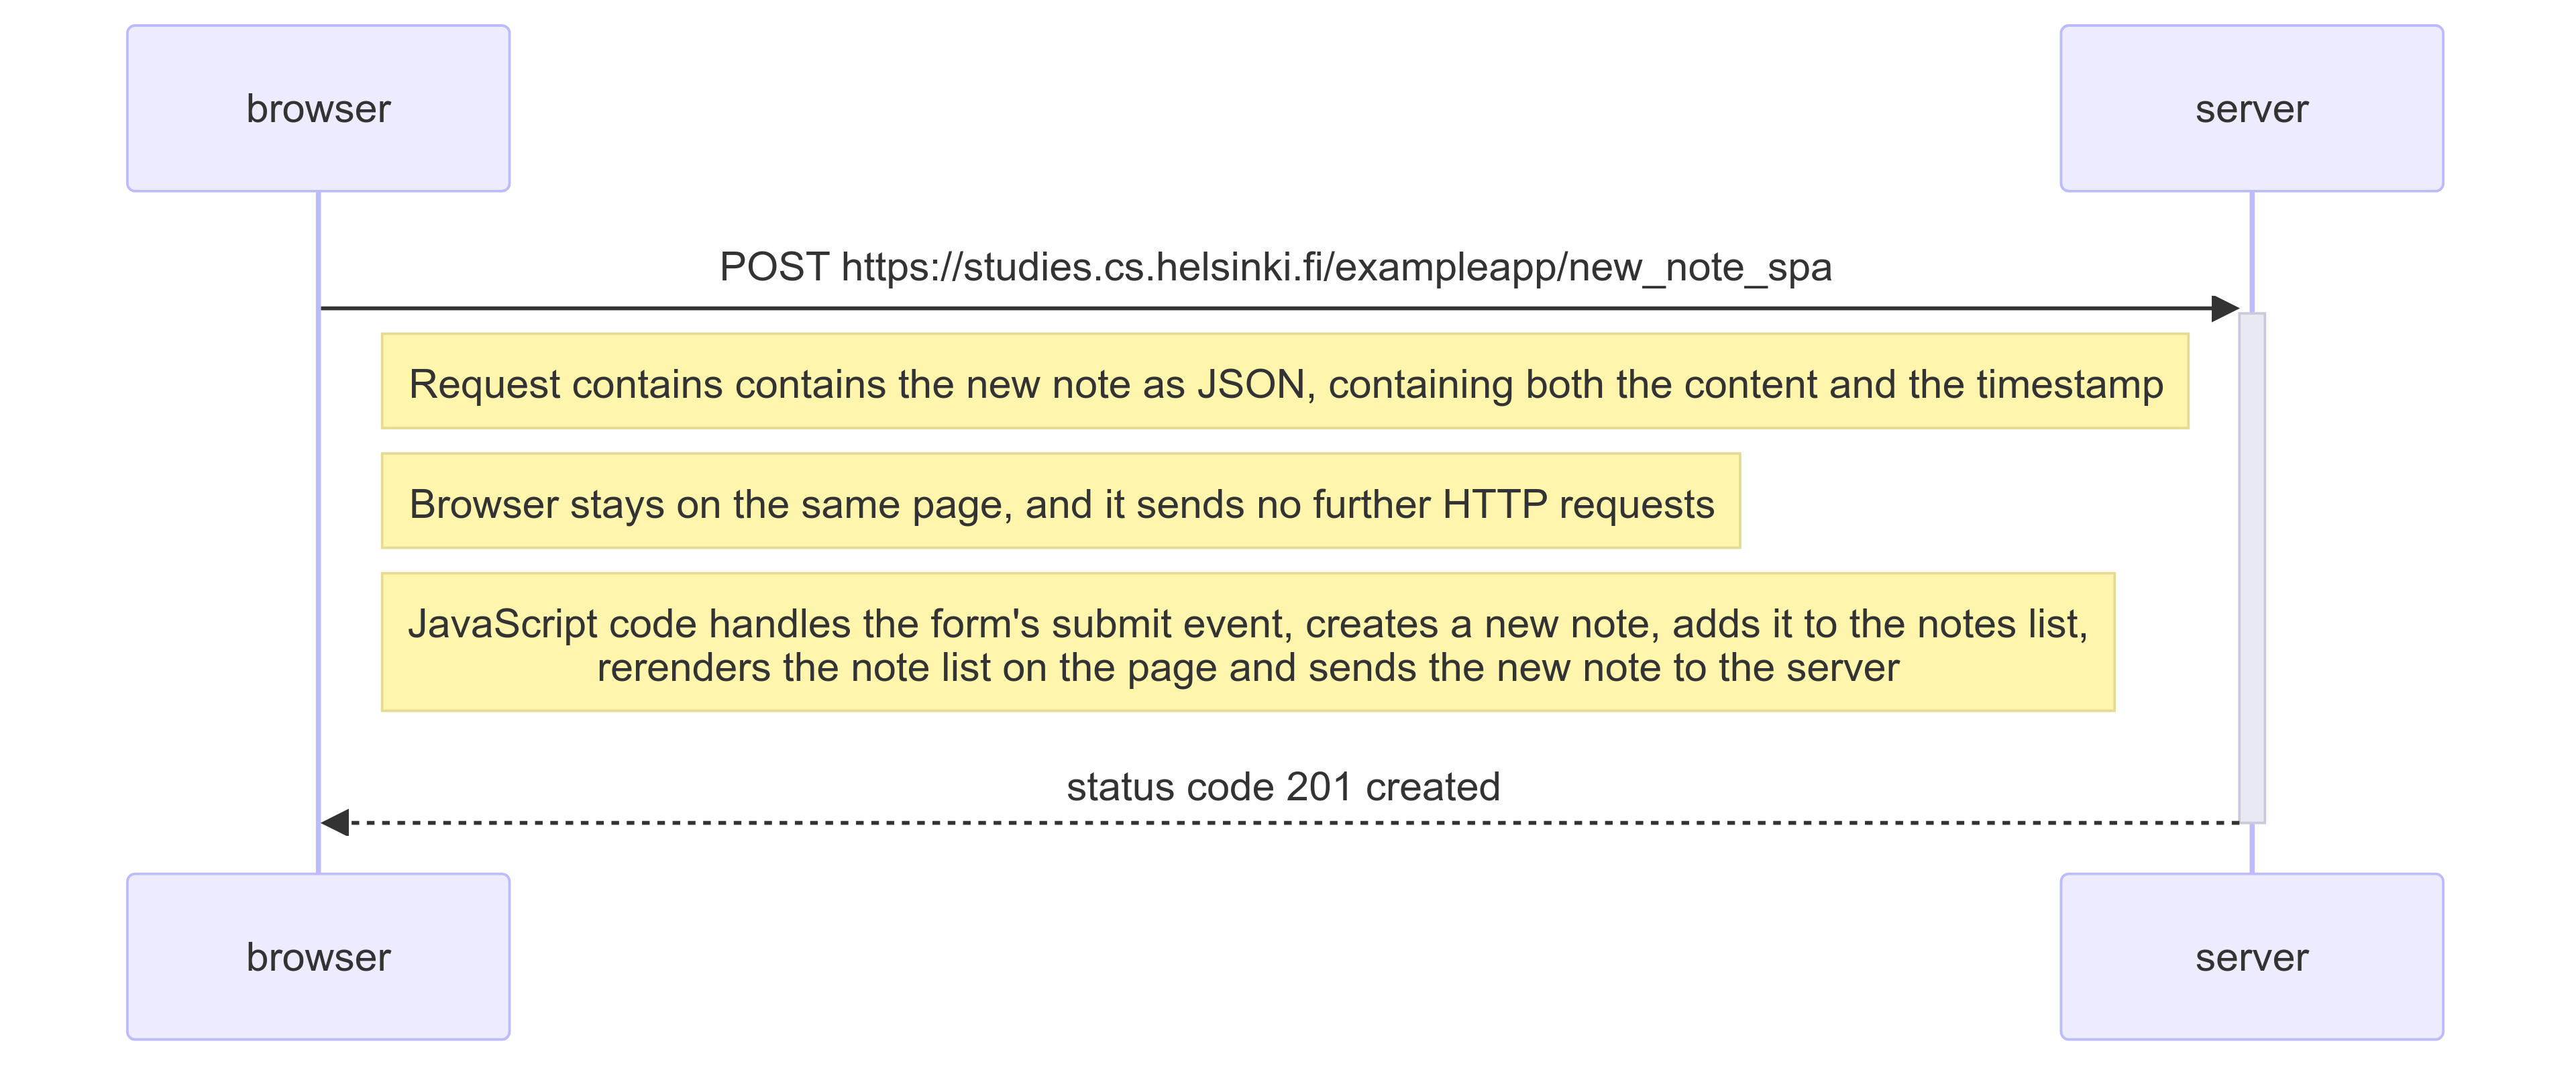 browser
server
POST https://studies.cs.helsinki.fi/exampleapp/new_note_spa
Request contains contains the new note as JSON, containing both the content and the timestamp
Browser stays on the same page, and it sends no further HTTP requests
JavaScript code handles the form's submit event, creates a new note, adds it to the notes list,
rerenders the note list on the page and sends the new note to the server
status code 201 created
browser
server